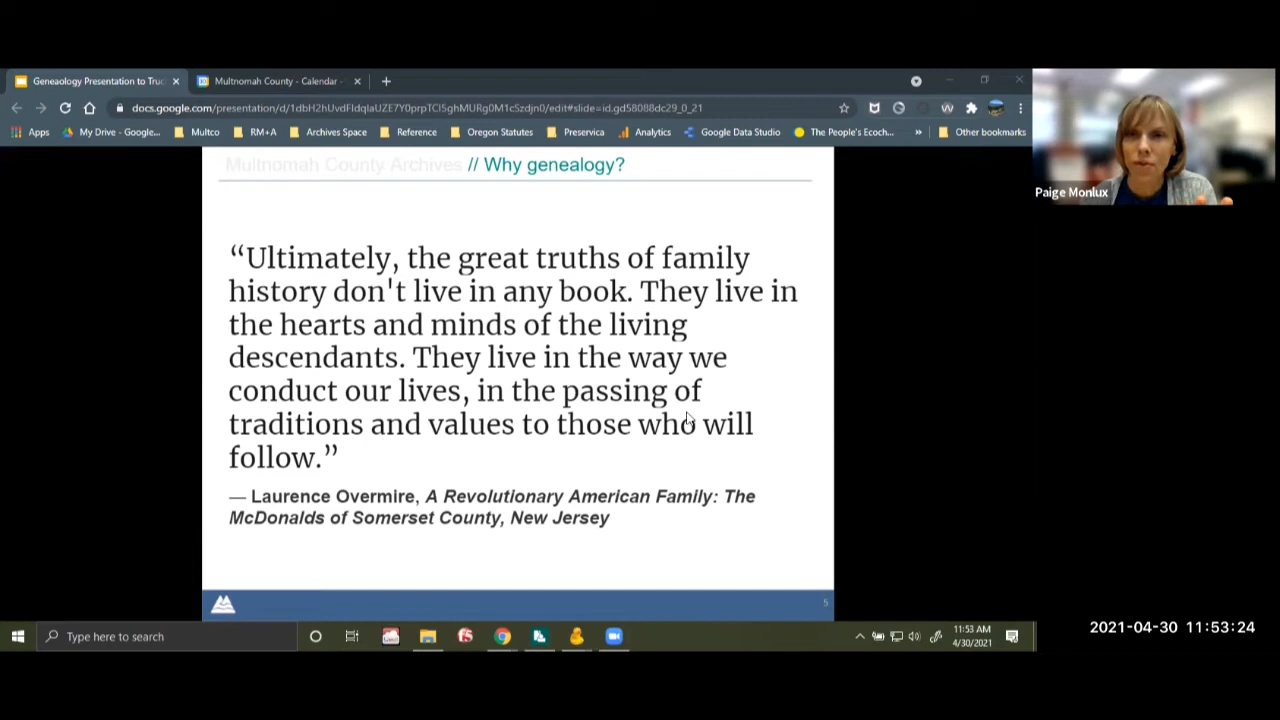 Geneaology Presentation to Truc
Multnomah County - Calendar -
docs.google.com/presentation/d/1dbH2hUvdFIdqIaUZE7Y0prpTCI5ghMURg0M1cSzdjn0/edit#slide=id.gd58088dc29_0_21
Apps
My Drive - Google...
Multco
RM+A
Archives Space
Reference
Oregon Statutes
Preservica
Analytics
Google Data Studio
The People's Ecoch...
»
Other bookmarks
Paige Monlux
Multnomah County Archives // Why genealogy?
“Ultimately, the great truths of family
history don't live in any book. They live in
the hearts and minds of the living
descendants. They live in the way we
conduct our lives, in the passing of
traditions and values to those who will
follow.”
— Laurence Overmire, A Revolutionary American Family: The
McDonalds of Somerset County, New Jersey
5
Type here to search
11:53 AM
4/30/2021
2021-04-30 11:53:24